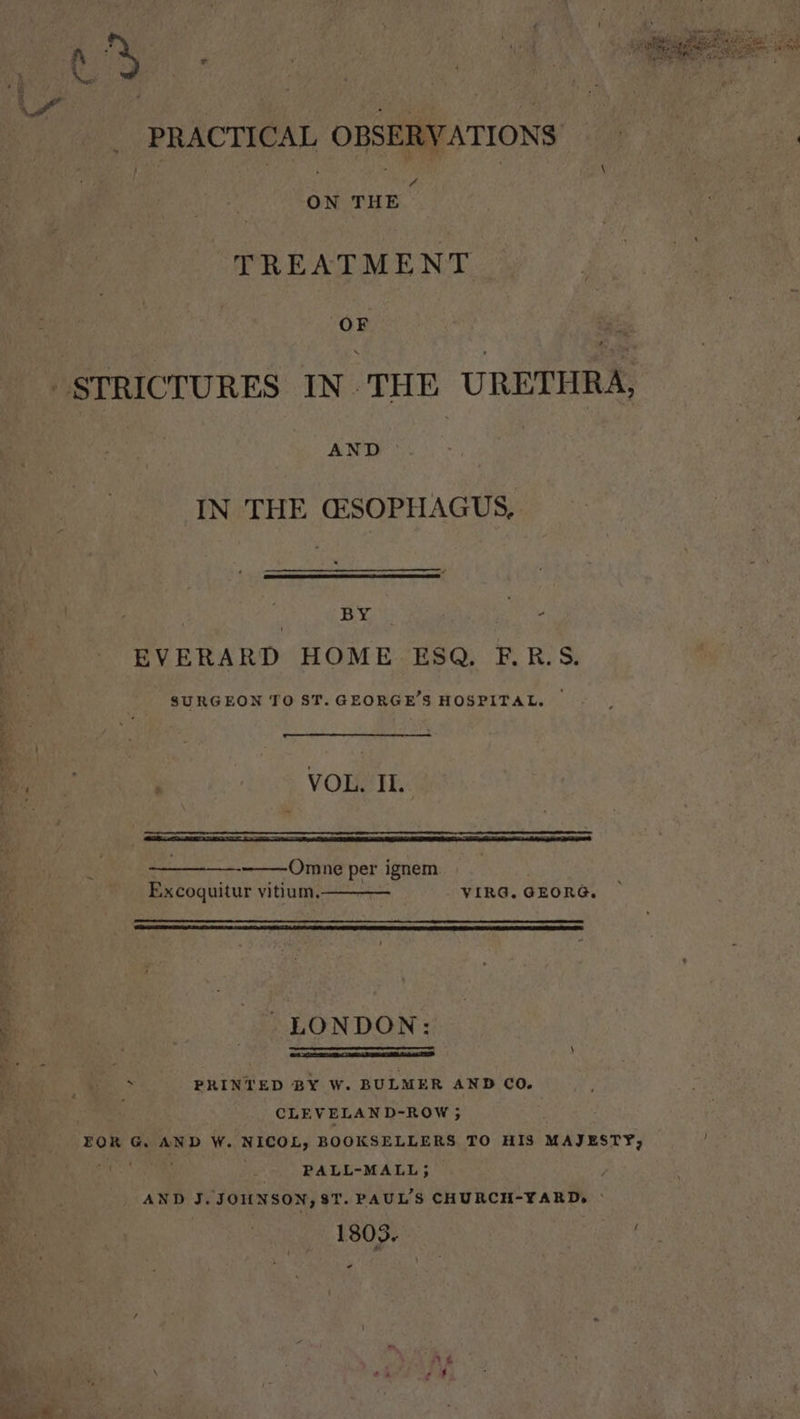 PRACTICAL OBSERVATIONS
ON THE
TREATMENT
OF
STRICTURES IN THE URETHRA,
AND
IN THE ŒSOPHAGUS,
BY
EVERARD HOME ESQ. F.R.S.
SURGEON TO ST. GEORGE'S HOSPITAL.
VOL. II.
————Omne per ignem
Excoquitur vitium.———— VIRG. GEORG.
LONDON:
PRINTED BY W. BULMER AND CO.
CLEVELAND-ROW;
FOR G. AND W. NICOL, BOOKSELLERS TO HIS MAJESTY,
PALL-MALL;
AND J. JOHNSON, ST. PAUL'S CHURCH-YARD.
1803.